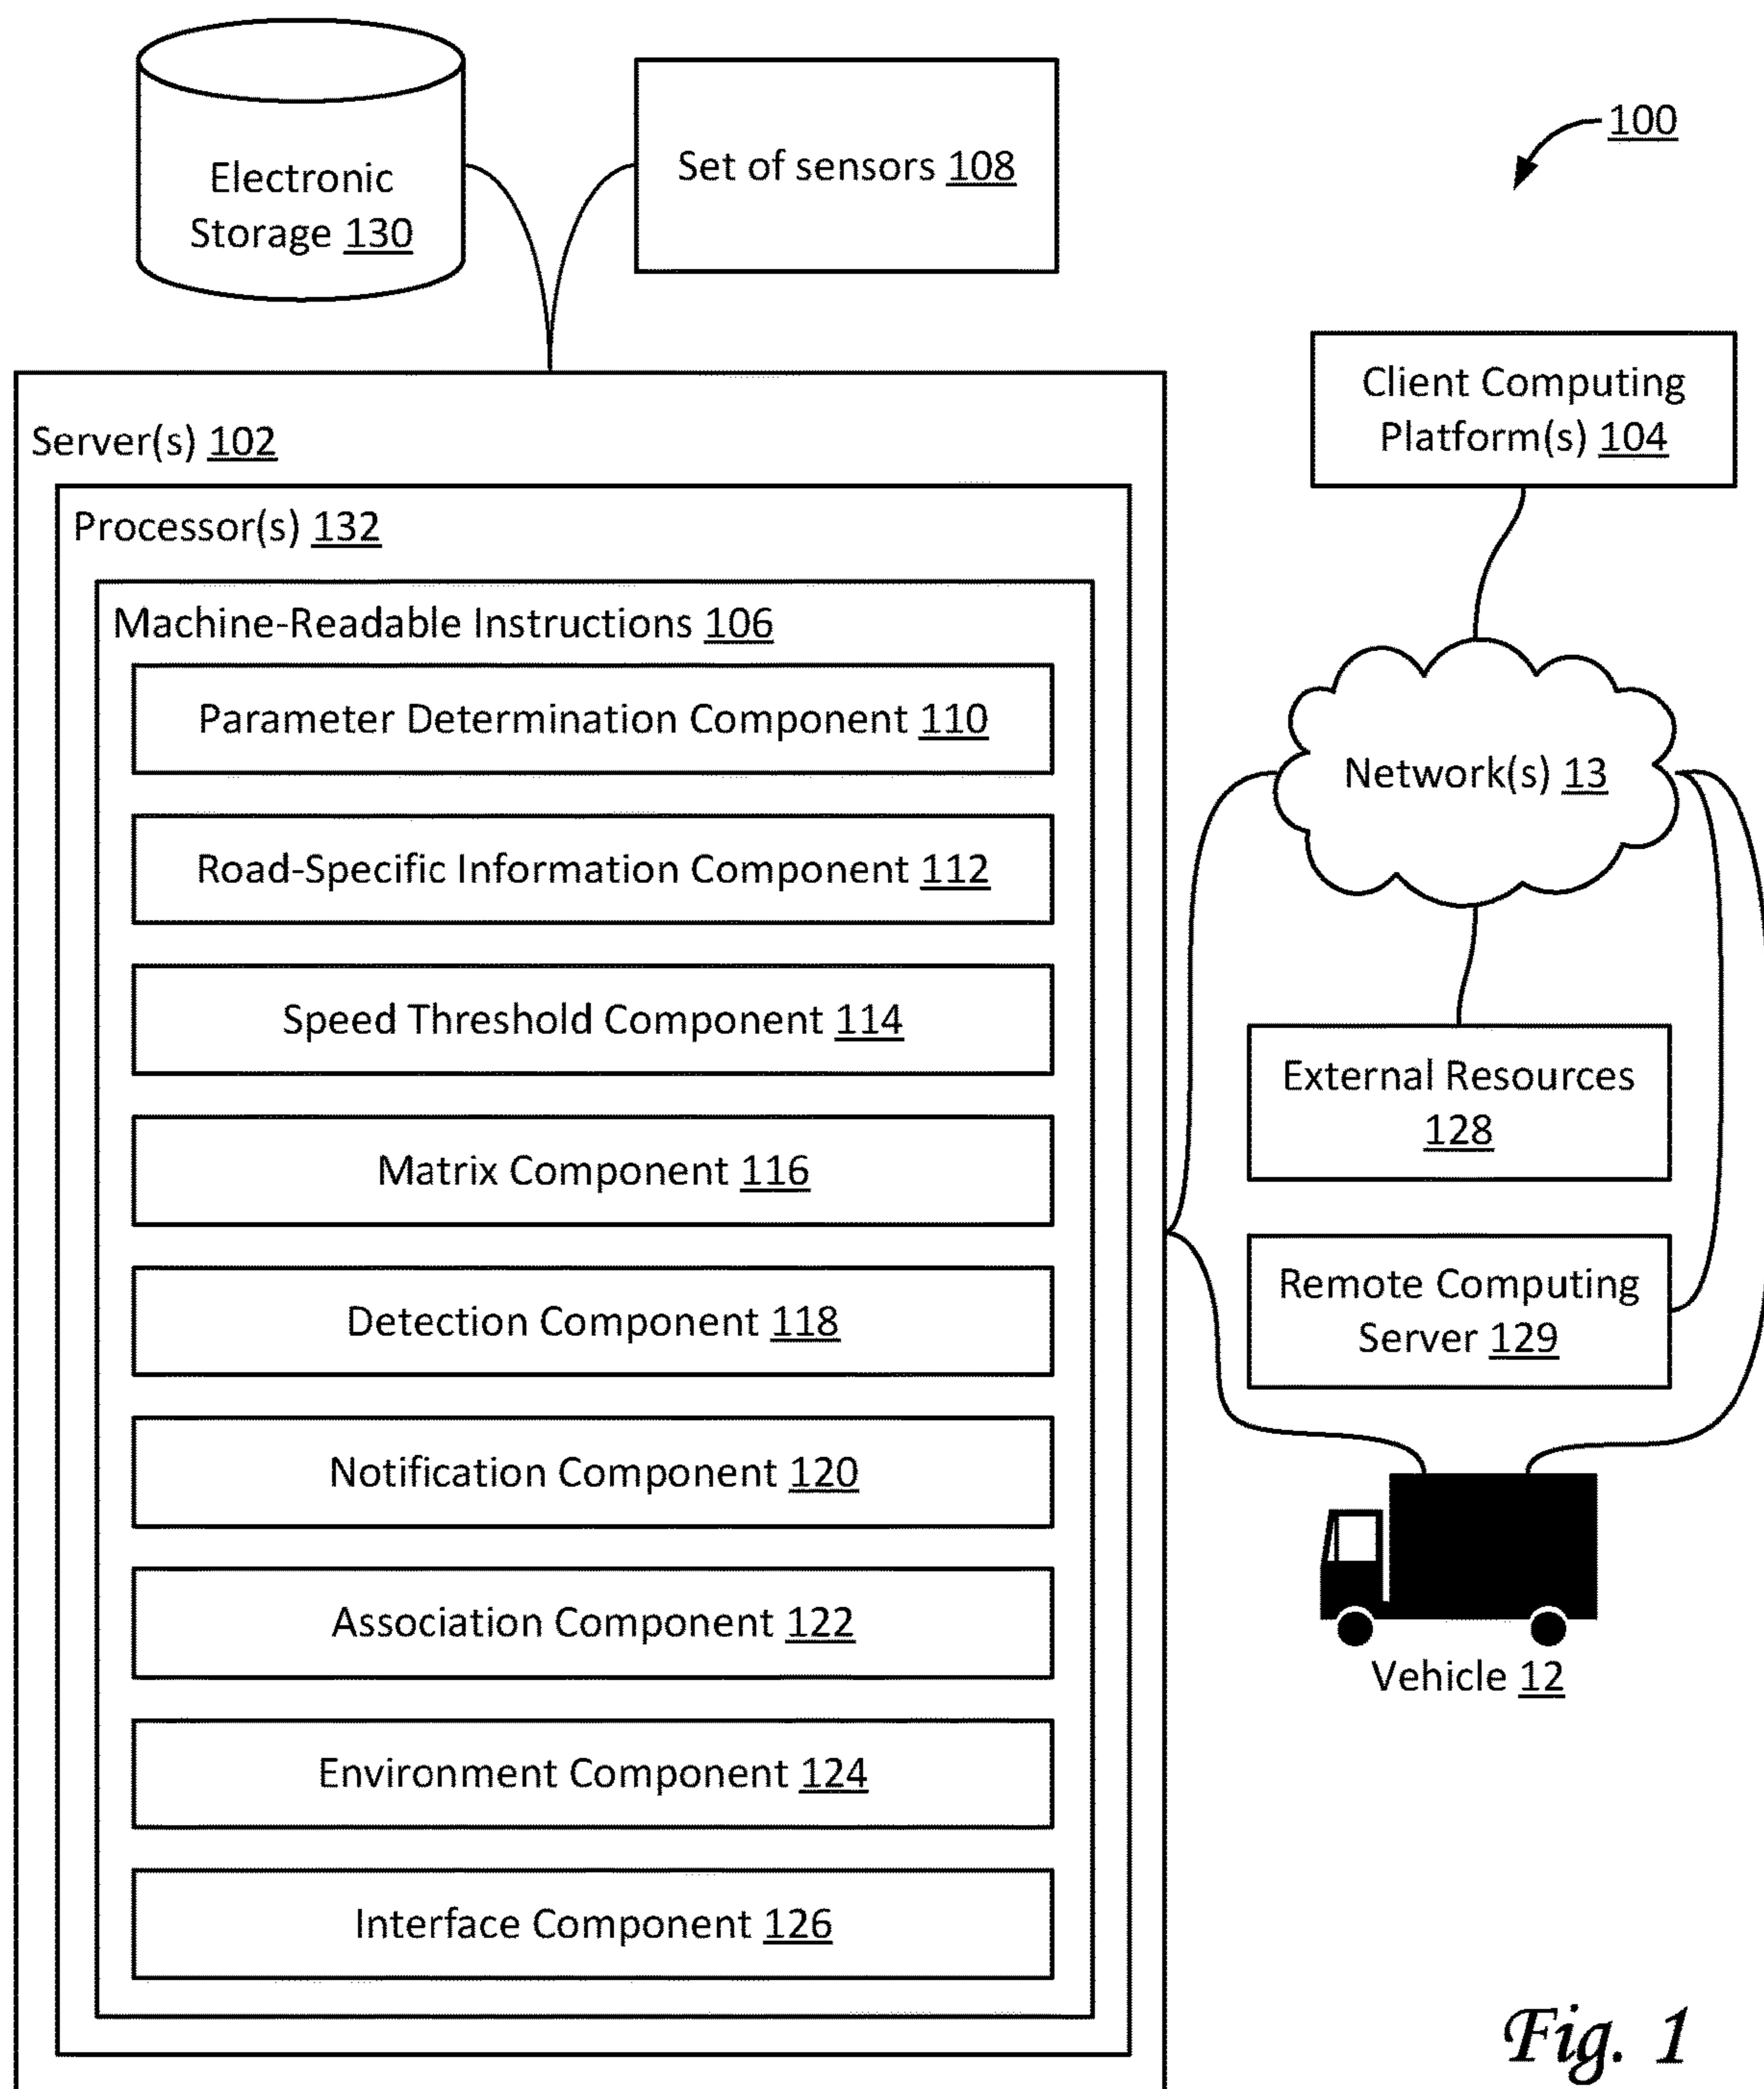 Electronic
Storage 130
Set of sensors 108
100
Client Computing
Platform(s) 104
Server(s) 102
Processor(s) 132
Machine-Readable Instructions 106
Parameter Determination Component 110
Road-Specific Information Component 112
Speed Threshold Component 114
Matrix Component 116
Detection Component 118
Notification Component 120
Association Component 122
Environment Component 124
Interface Component 126
Network(s) 13
External Resources
128
Remote Computing
Server 129
Vehicle 12
Fig. 1